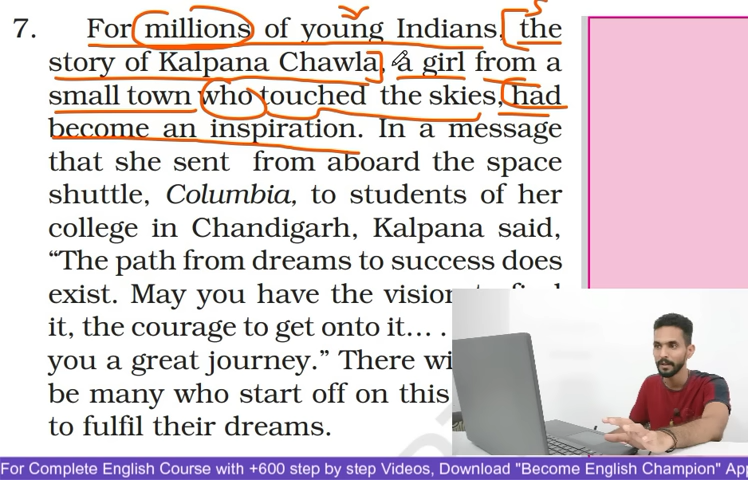 7. For millions of young Indians, the
story of Kalpana Chawla, a girl from a
small town who touched the skies, had
become an inspiration. In a message
that she sent from aboard the space
shuttle, Columbia, to students of her
college in Chandigarh, Kalpana said,
“The path from dreams to success does
exist. May you have the vision to find
it, the courage to get onto it... .
you a great journey.” There
be many who start off on this
to fulfil their dreams.
For Complete English Course with +600 step by step Videos, Download "Become English Champion" App